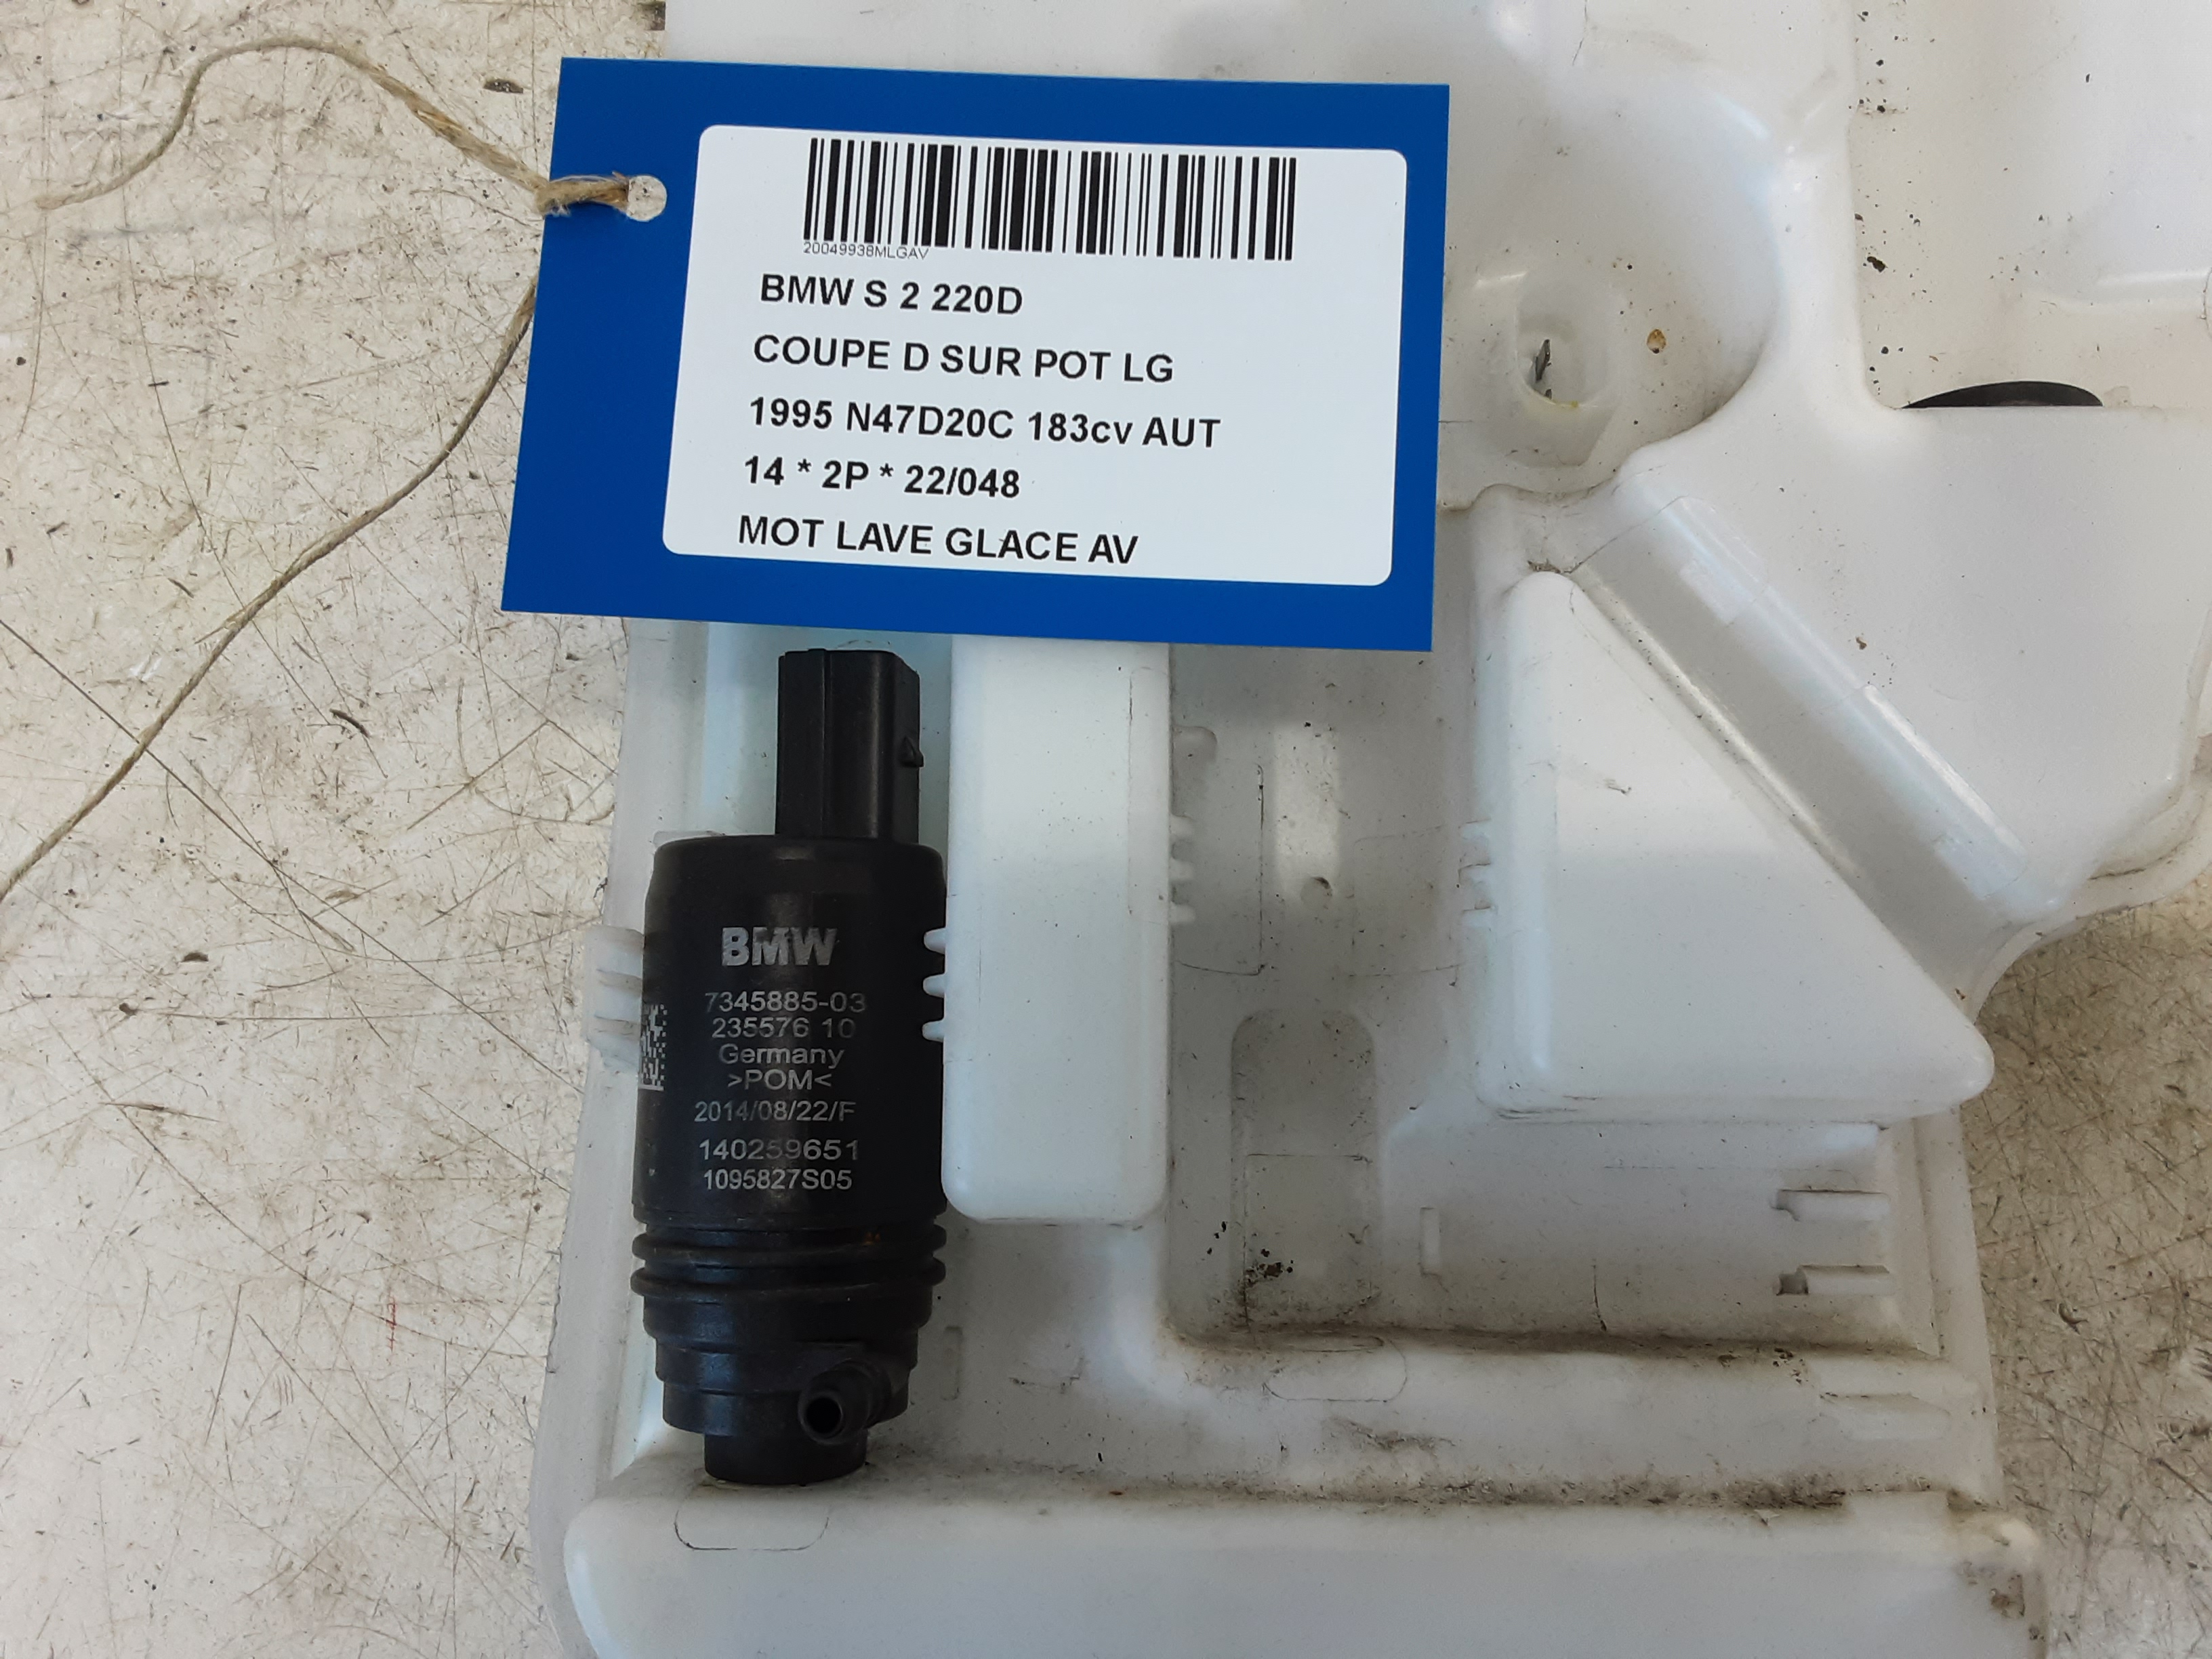 20049938MLGAV
BMW S 2 220D
COUPE D SUR POT LG
1995 N47D20C 183cv AUT
14 * 2P * 22/048
MOT LAVE GLACE AV
BMW
7345885-03
235576 10
Germany
>POM<
2014/08/22/F
140259651
1095827S05